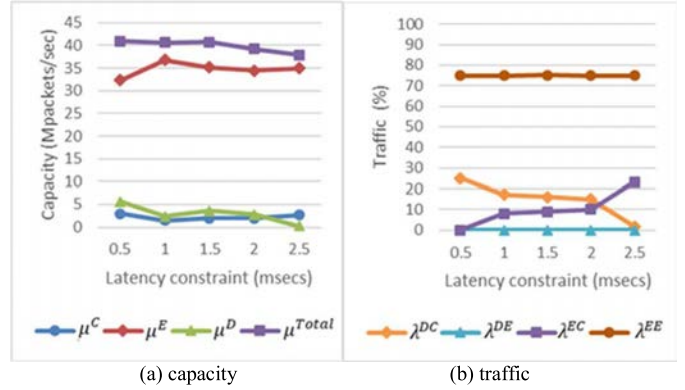 45
40
35
30
25
20
15
10
5
0
Capacity (Mpackets/sec)
0.5 1 1.5 2 2.5
Latency constraint (msecs)
μ^C μ^E μ^D μ^Total
(a) capacity
100
90
80
70
60
50
40
30
20
10
0
Traffic (%)
0.5 1 1.5 2 2.5
Latency constraint (msecs)
λ^DC λ^DE λ^EC λ^EE
(b) traffic